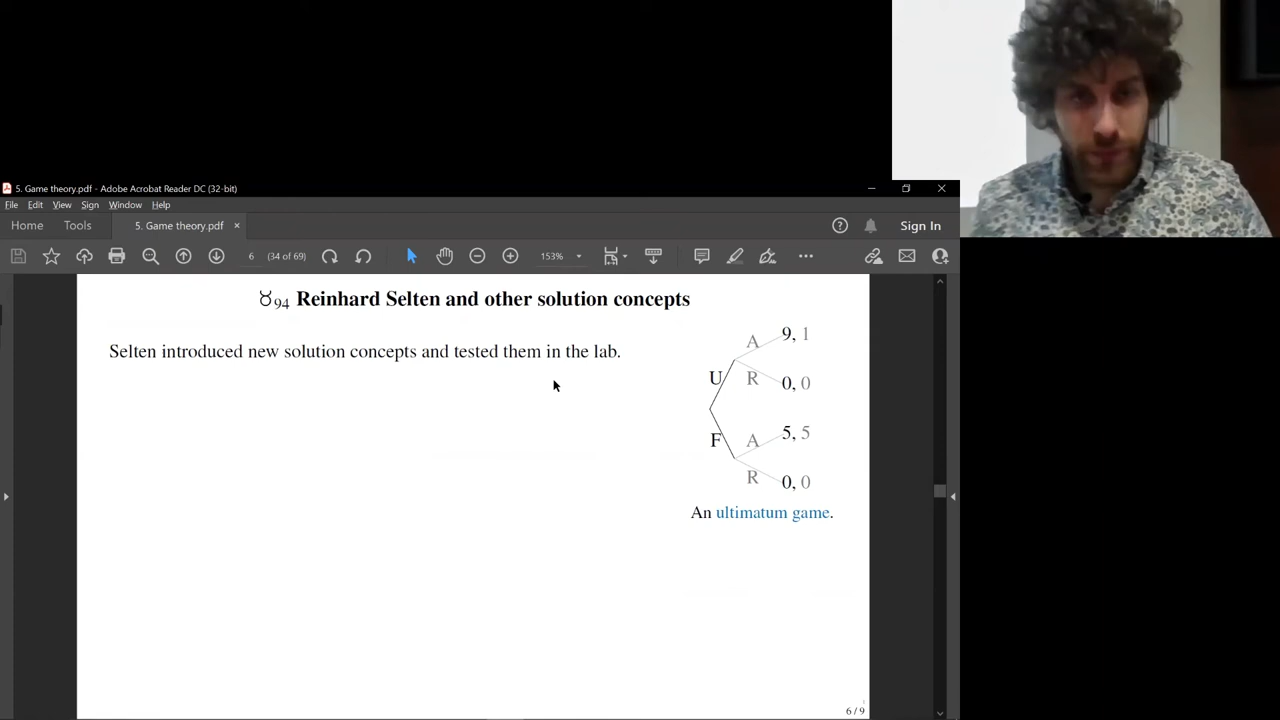 5. Game theory.pdf - Adobe Acrobat Reader DC (32-bit)
File Edit View Sign Window Help
Home Tools 5. Game theory.pdf × Sign In
6 (34 of 69) 153%
♉94 Reinhard Selten and other solution concepts
Selten introduced new solution concepts and tested them in the lab.
A 9, 1
U R 0, 0
F A 5, 5
R 0, 0
An ultimatum game.
6 / 9